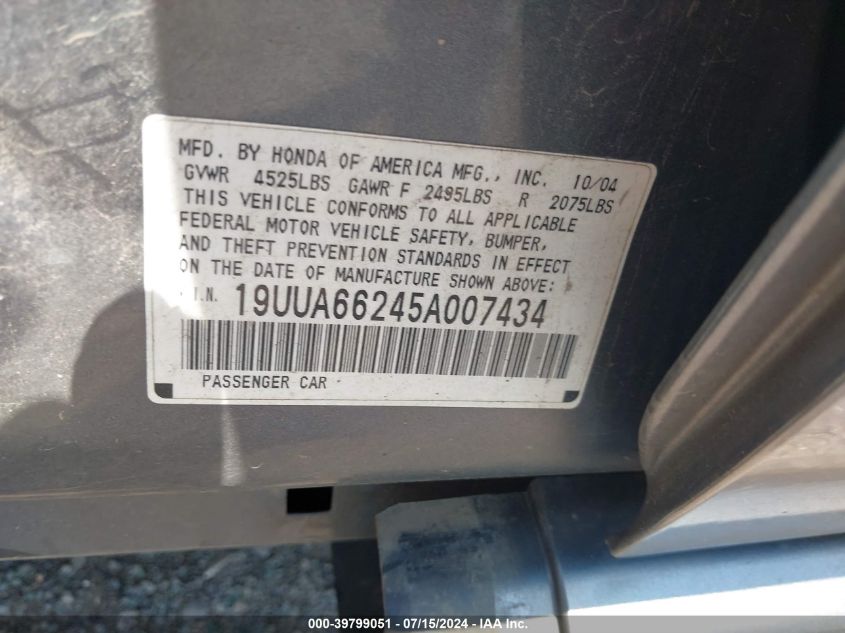 MFD. BY HONDA OF AMERICA MFG., INC. 10/04
GVWR 4525LBS GAWR F 2495LBS R 2075LBS
THIS VEHICLE CONFORMS TO ALL APPLICABLE
FEDERAL MOTOR VEHICLE SAFETY, BUMPER,
AND THEFT PREVENTION STANDARDS IN EFFECT
ON THE DATE OF MANUFACTURE SHOWN ABOVE:
.I.N. 19UUA66245A007434
PASSENGER CAR
000-39799051 / 07/15/2024 - IAA Inc.